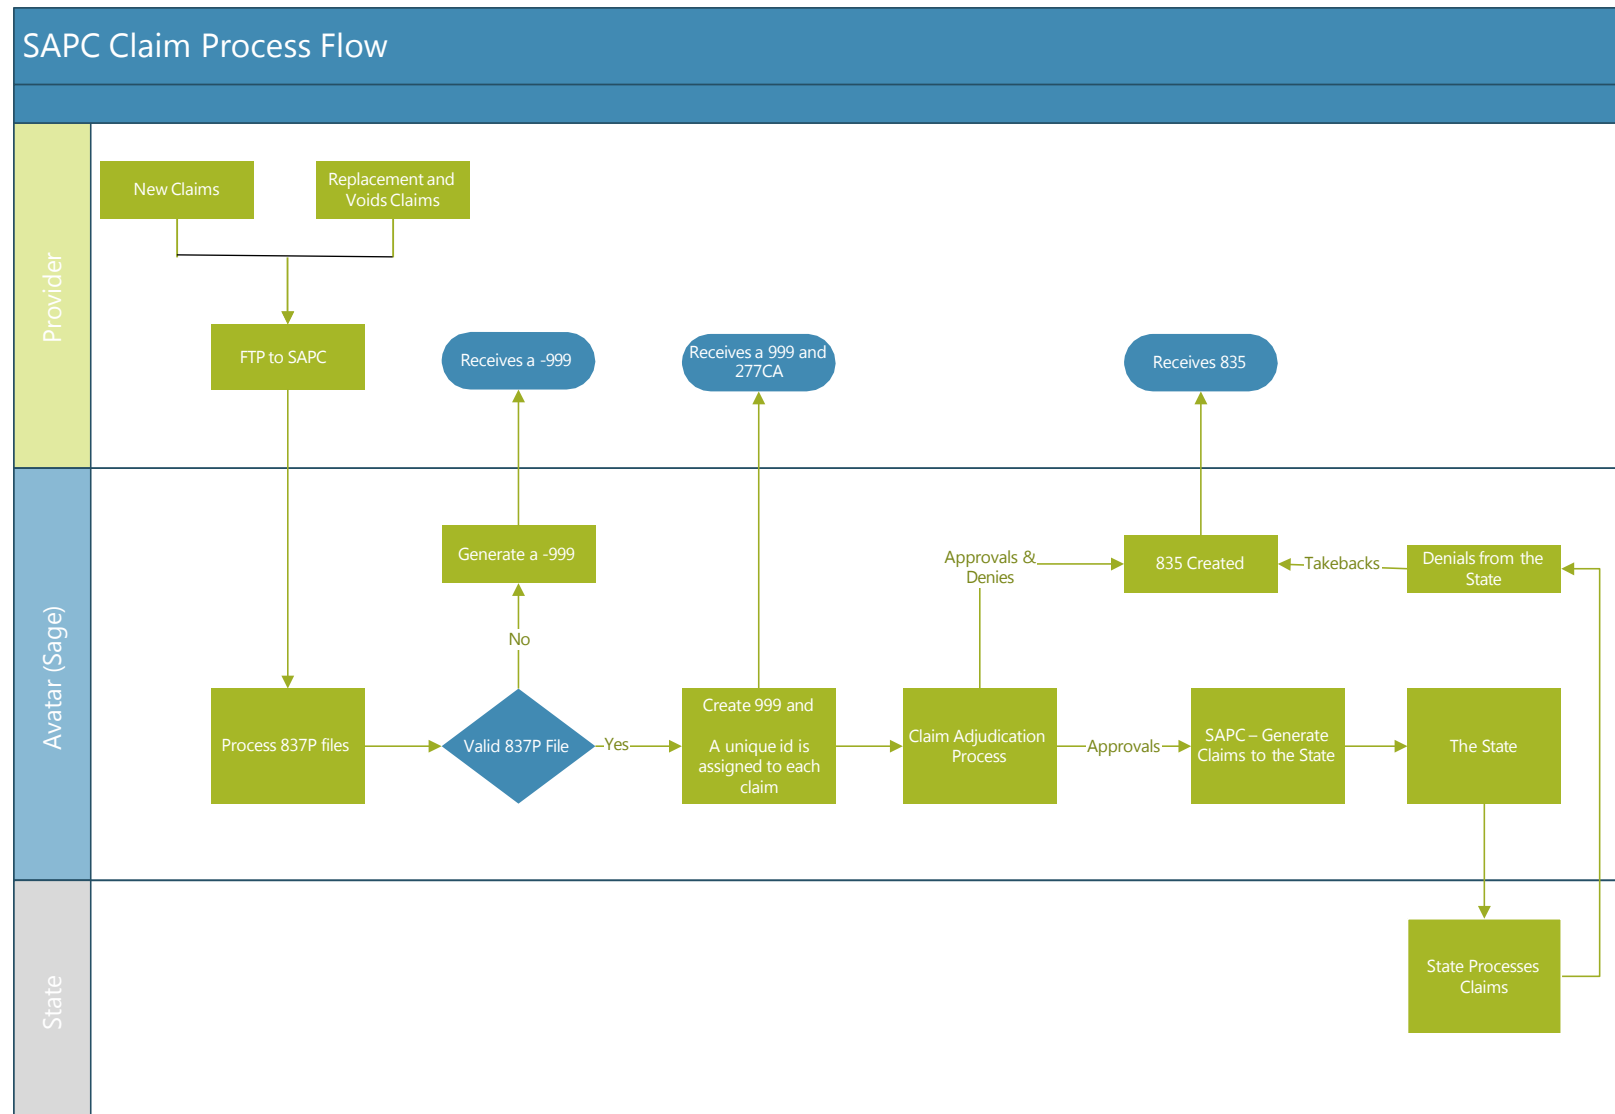 SAPC Claim Process Flow
Provider
New Claims
Replacement and
Voids Claims
FTP to SAPC
Receives a -999
Receives a 999 and
277CA
Receives 835
Avatar (Sage)
Generate a -999
Approvals &
Denies
835 Created
Takebacks
Denials from the
State
No
Process 837P files
Valid 837P File
Yes
Create 999 and
A unique id is
assigned to each
claim
Claim Adjudication
Process
Approvals
SAPC – Generate
Claims to the State
The State
State
State Processes
Claims